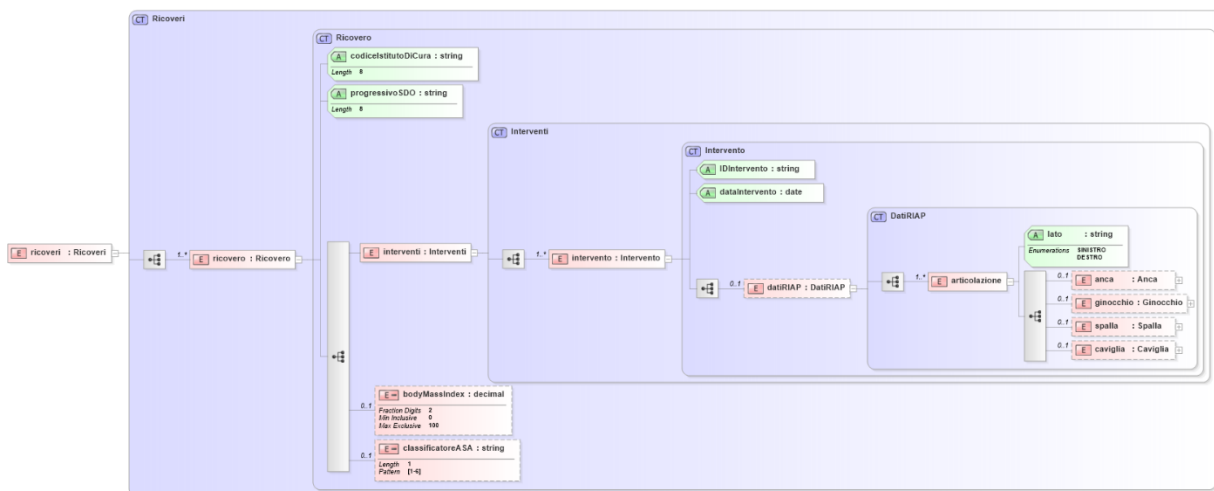 CT Ricoveri
CT Ricovero
A codiceIstitutoDiCura : string
Length 8
A progressivoSDO : string
Length 8
CT Interventi
CT Intervento
A IDIntervento : string
A dataIntervento : date
CT DatiRIAP
A lato : string
Enumerations SINISTRO
DESTRO
E ricoveri : Ricoveri
1..* E ricovero : Ricovero
E interventi : Interventi
1..* E intervento : Intervento
0..1 E datiRIAP : DatiRIAP
1..* E articolazione
0..1 E anca : Anca
0..1 E ginocchio : Ginocchio
0..1 E spalla : Spalla
0..1 E caviglia : Caviglia
0..1 E bodyMassIndex : decimal
Fraction Digits 2
Min Inclusive 0
Max Exclusive 100
0..1 E classificatoreASA : string
Length 1
Pattern [1-6]